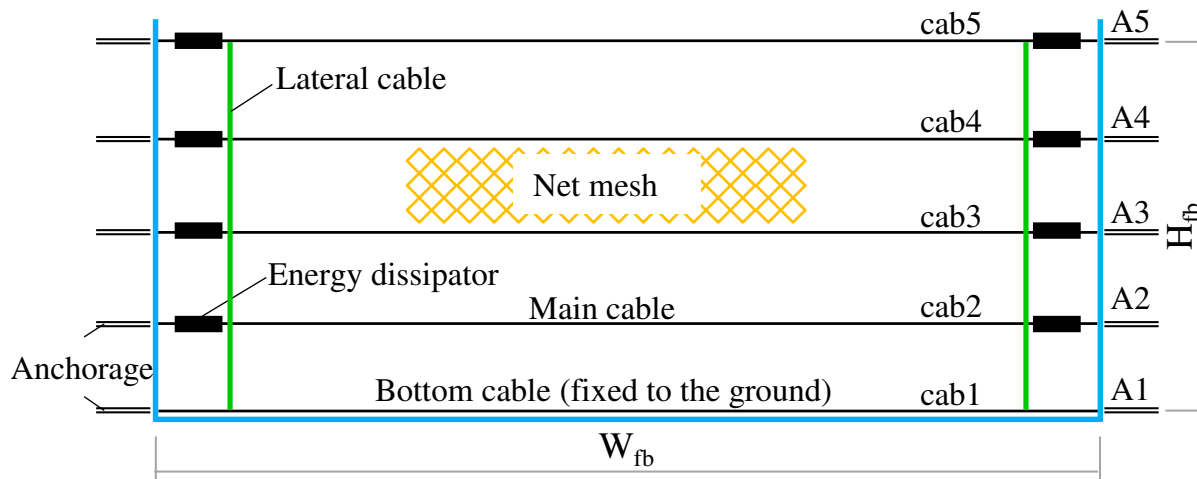 cab5
A5
Lateral cable
cab4
A4
Net mesh
cab3
A3
H_fb
Energy dissipator
Main cable
cab2
A2
Anchorage
Bottom cable (fixed to the ground)
cab1
A1
W_fb